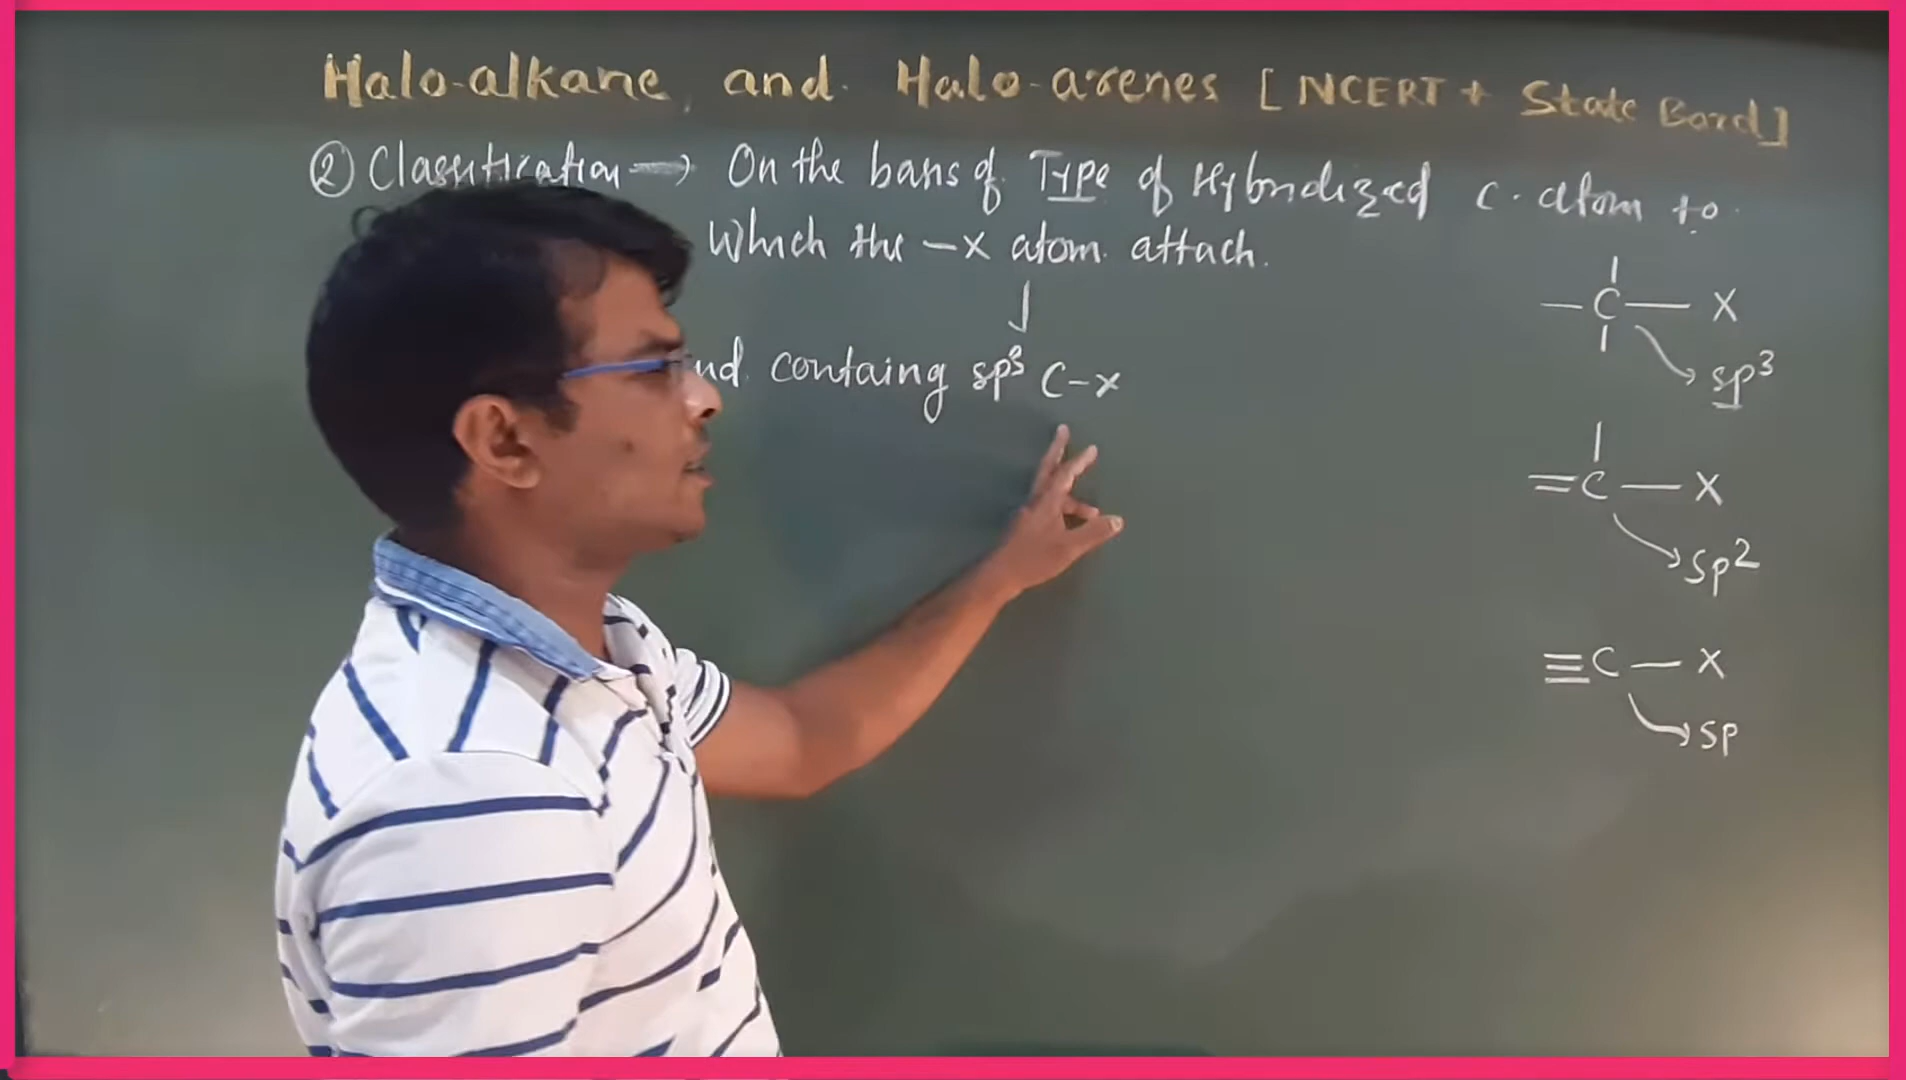 Halo-alkane, and Halo-arenes [NCERT + State Bord]
② Classification → On the basis of Type of Hybridized C. atom to
Which the -X atom attach.
containg sp³ C-X
-C-X
sp³
=C-X
sp2
≡C-X
sp